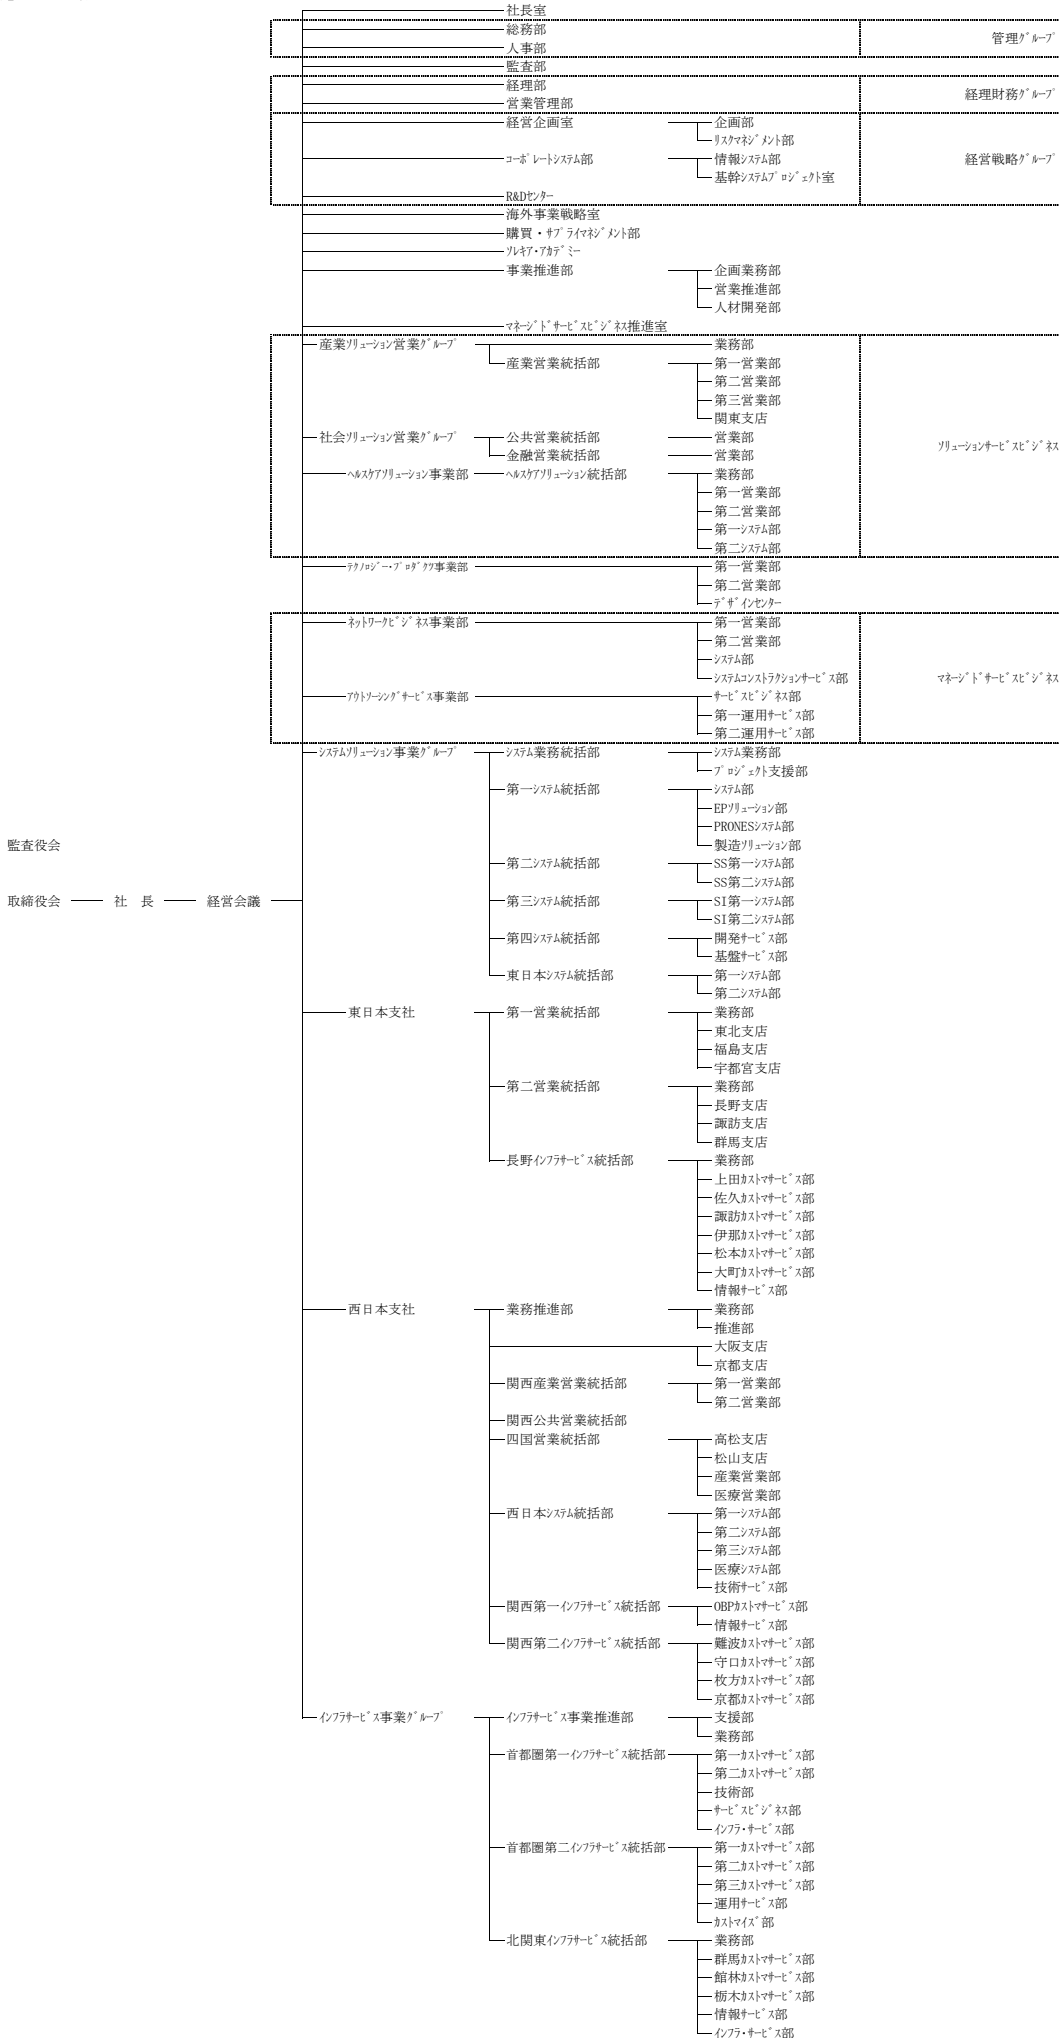 社長室
総務部
人事部
管理ｸﾞﾙｰﾌﾟ
監査部
経理部
営業管理部
経理財務ｸﾞﾙｰﾌﾟ
経営企画室 企画部
ﾘｽｸﾏﾈｼﾞﾒﾝﾄ部
ｺｰﾎﾟﾚｰﾄｼｽﾃﾑ部 情報ｼｽﾃﾑ部
経営戦略ｸﾞﾙｰﾌﾟ
基幹ｼｽﾃﾑﾌﾟﾛｼﾞｪｸﾄ室
R&Dｾﾝﾀｰ
海外事業戦略室
購買・ｻﾌﾟﾗｲﾏﾈｼﾞﾒﾝﾄ部
ｿﾚｷｱ・ｱｶﾃﾞﾐｰ
事業推進部 企画業務部
営業推進部
人材開発部
ﾏﾈｰｼﾞﾄﾞｻｰﾋﾞｽﾋﾞｼﾞﾈｽ推進室
産業ｿﾘｭｰｼｮﾝ営業ｸﾞﾙｰﾌﾟ 業務部
産業営業統括部 第一営業部
第二営業部
第三営業部
関東支店
社会ｿﾘｭｰｼｮﾝ営業ｸﾞﾙｰﾌﾟ 公共営業統括部 営業部
ｿﾘｭｰｼｮﾝｻｰﾋﾞｽﾋﾞｼﾞﾈｽ
金融営業統括部 営業部
ﾍﾙｽｹｱｿﾘｭｰｼｮﾝ事業部 ﾍﾙｽｹｱｿﾘｭｰｼｮﾝ統括部 業務部
第一営業部
第二営業部
第一ｼｽﾃﾑ部
第二ｼｽﾃﾑ部
ﾃｸﾉﾛｼﾞｰ・ﾌﾟﾛﾀﾞｸﾂ事業部 第一営業部
第二営業部
ﾃﾞｻﾞｲﾝｾﾝﾀｰ
ﾈｯﾄﾜｰｸﾋﾞｼﾞﾈｽ事業部 第一営業部
第二営業部
ｼｽﾃﾑ部
ｼｽﾃﾑｺﾝｽﾄﾗｸｼｮﾝｻｰﾋﾞｽ部 ﾏﾈｰｼﾞﾄﾞｻｰﾋﾞｽﾋﾞｼﾞﾈｽ
ｱｳﾄｿｰｼﾝｸﾞｻｰﾋﾞｽ事業部 ｻｰﾋﾞｽﾋﾞｼﾞﾈｽ部
第一運用ｻｰﾋﾞｽ部
第二運用ｻｰﾋﾞｽ部
ｼｽﾃﾑｿﾘｭｰｼｮﾝ事業ｸﾞﾙｰﾌﾟ ｼｽﾃﾑ業務統括部 ｼｽﾃﾑ業務部
ﾌﾟﾛｼﾞｪｸﾄ支援部
第一ｼｽﾃﾑ統括部 ｼｽﾃﾑ部
EPｿﾘｭｰｼｮﾝ部
PRONESｼｽﾃﾑ部
製造ｿﾘｭｰｼｮﾝ部
監査役会
第二ｼｽﾃﾑ統括部 SS第一ｼｽﾃﾑ部
SS第二ｼｽﾃﾑ部
取締役会 社　長 経営会議 第三ｼｽﾃﾑ統括部 SI第一ｼｽﾃﾑ部
SI第二ｼｽﾃﾑ部
第四ｼｽﾃﾑ統括部 開発ｻｰﾋﾞｽ部
基盤ｻｰﾋﾞｽ部
東日本ｼｽﾃﾑ統括部 第一ｼｽﾃﾑ部
第二ｼｽﾃﾑ部
東日本支社 第一営業統括部 業務部
東北支店
福島支店
宇都宮支店
第二営業統括部 業務部
長野支店
諏訪支店
群馬支店
長野ｲﾝﾌﾗｻｰﾋﾞｽ統括部 業務部
上田ｶｽﾄﾏｻｰﾋﾞｽ部
佐久ｶｽﾄﾏｻｰﾋﾞｽ部
諏訪ｶｽﾄﾏｻｰﾋﾞｽ部
伊那ｶｽﾄﾏｻｰﾋﾞｽ部
松本ｶｽﾄﾏｻｰﾋﾞｽ部
大町ｶｽﾄﾏｻｰﾋﾞｽ部
情報ｻｰﾋﾞｽ部
西日本支社 業務推進部 業務部
推進部
大阪支店
京都支店
関西産業営業統括部 第一営業部
第二営業部
関西公共営業統括部
四国営業統括部 高松支店
松山支店
産業営業部
医療営業部
西日本ｼｽﾃﾑ統括部 第一ｼｽﾃﾑ部
第二ｼｽﾃﾑ部
第三ｼｽﾃﾑ部
医療ｼｽﾃﾑ部
技術ｻｰﾋﾞｽ部
関西第一ｲﾝﾌﾗｻｰﾋﾞｽ統括部 OBPｶｽﾄﾏｻｰﾋﾞｽ部
情報ｻｰﾋﾞｽ部
関西第二ｲﾝﾌﾗｻｰﾋﾞｽ統括部 難波ｶｽﾄﾏｻｰﾋﾞｽ部
守口ｶｽﾄﾏｻｰﾋﾞｽ部
枚方ｶｽﾄﾏｻｰﾋﾞｽ部
京都ｶｽﾄﾏｻｰﾋﾞｽ部
ｲﾝﾌﾗｻｰﾋﾞｽ事業ｸﾞﾙｰﾌﾟ ｲﾝﾌﾗｻｰﾋﾞｽ事業推進部 支援部
業務部
首都圏第一ｲﾝﾌﾗｻｰﾋﾞｽ統括部 第一ｶｽﾄﾏｻｰﾋﾞｽ部
第二ｶｽﾄﾏｻｰﾋﾞｽ部
技術部
ｻｰﾋﾞｽﾋﾞｼﾞﾈｽ部
ｲﾝﾌﾗ・ｻｰﾋﾞｽ部
首都圏第二ｲﾝﾌﾗｻｰﾋﾞｽ統括部 第一ｶｽﾄﾏｻｰﾋﾞｽ部
第二ｶｽﾄﾏｻｰﾋﾞｽ部
第三ｶｽﾄﾏｻｰﾋﾞｽ部
運用ｻｰﾋﾞｽ部
ｶｽﾄﾏｲｽﾞ部
北関東ｲﾝﾌﾗｻｰﾋﾞｽ統括部 業務部
群馬ｶｽﾄﾏｻｰﾋﾞｽ部
館林ｶｽﾄﾏｻｰﾋﾞｽ部
栃木ｶｽﾄﾏｻｰﾋﾞｽ部
情報ｻｰﾋﾞｽ部
ｲﾝﾌﾗ・ｻｰﾋﾞｽ部